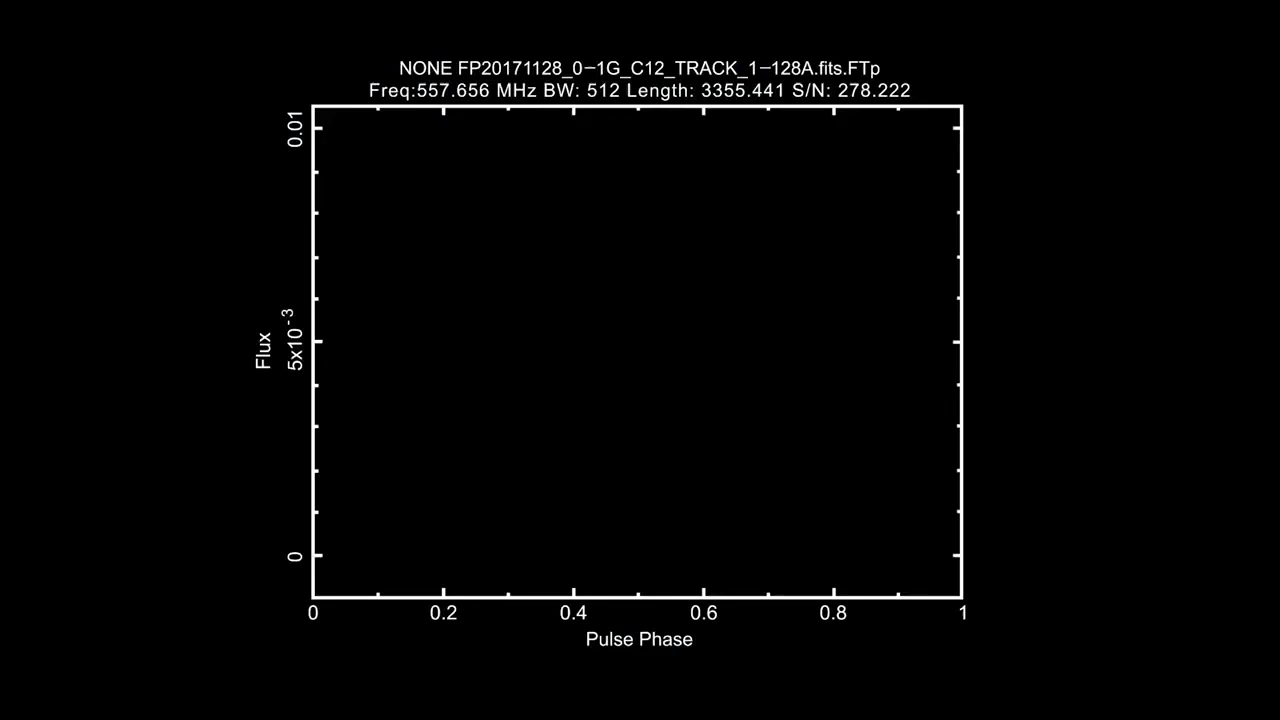 NONE FP20171128_0−1G_C12_TRACK_1−128A.fits.FTp
Freq:557.656 MHz BW: 512 Length: 3355.441 S/N: 278.222
0.01
5x10-3
0
Flux
0 0.2 0.4 0.6 0.8 1
Pulse Phase